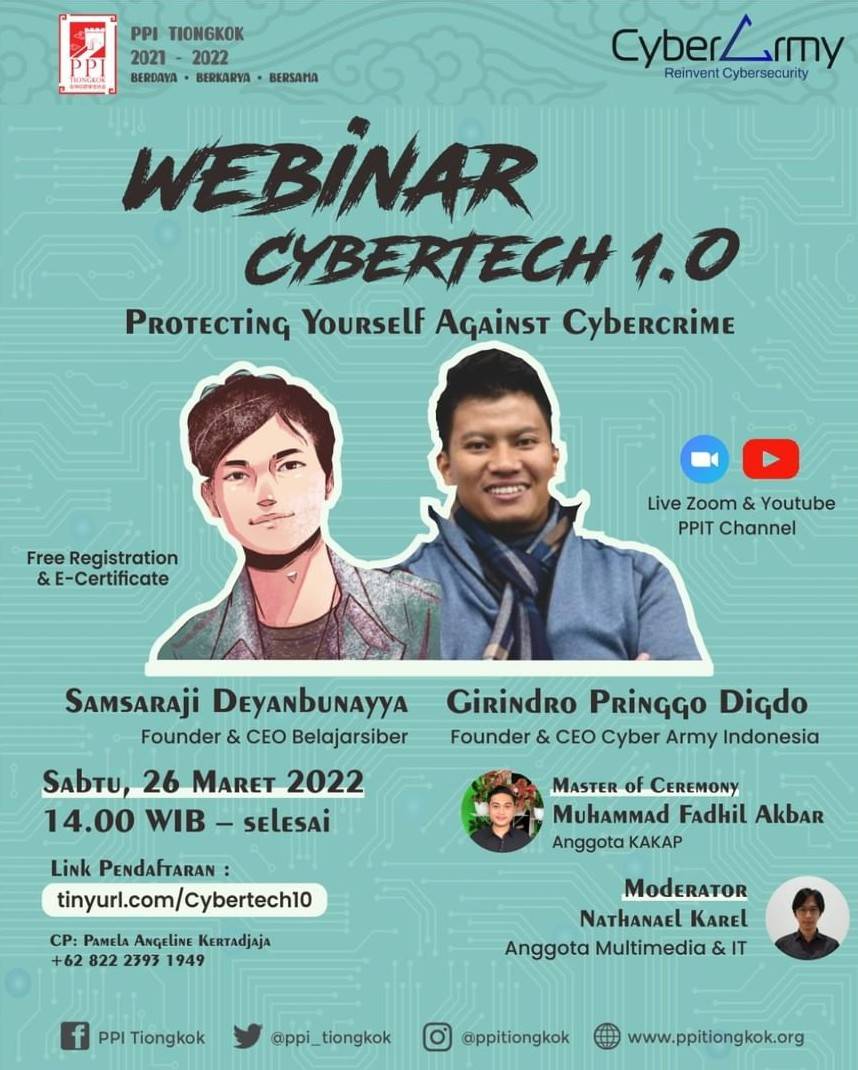 PPI TIONGKOK
2021 - 2022
BERDAYA • BERKARYA • BERSAMA
PPI
TIONGKOK
CyberArmy
Reinvent Cybersecurity
WEBINAR
CYBERTECH 1.0
Protecting Yourself Against Cybercrime
Live Zoom & Youtube
PPIT Channel
Free Registration
& E-Certificate
Samsaraji Deyanbunayya
Founder & CEO Belajarsiber
Girindro Pringgo Digdo
Founder & CEO Cyber Army Indonesia
Sabtu, 26 Maret 2022
14.00 WIB – selesai
Link Pendaftaran :
tinyurl.com/Cybertech10
CP: Pamela Angeline Kertadjaja
+62 822 2393 1949
Master of Ceremony
Muhammad Fadhil Akbar
Anggota KAKAP
Moderator
Nathanael Karel
Anggota Multimedia & IT
PPI Tiongkok
@ppi_tiongkok
@ppitiongkok
www.ppitiongkok.org